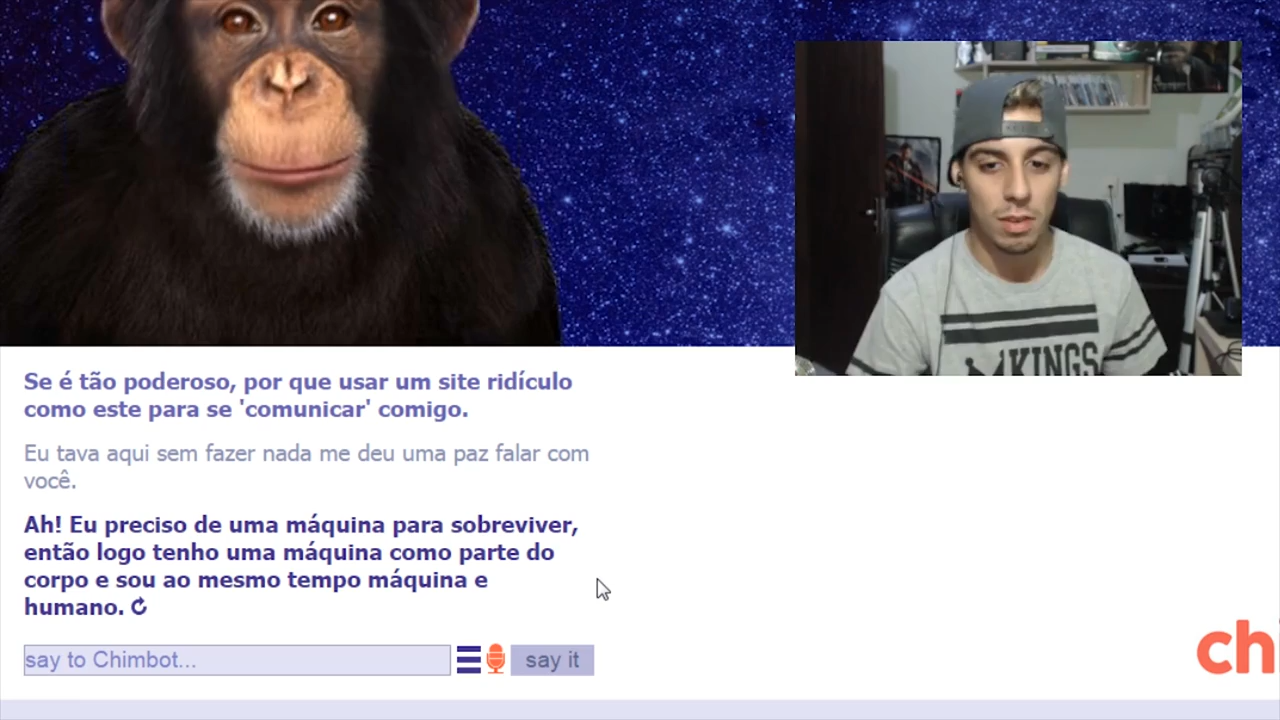 KINGS
Se é tão poderoso, por que usar um site ridículo
como este para se 'comunicar' comigo.
Eu tava aqui sem fazer nada me deu uma paz falar com
você.
Ah! Eu preciso de uma máquina para sobreviver,
então logo tenho uma máquina como parte do
corpo e sou ao mesmo tempo máquina e
humano.
say to Chimbot...
say it
ch